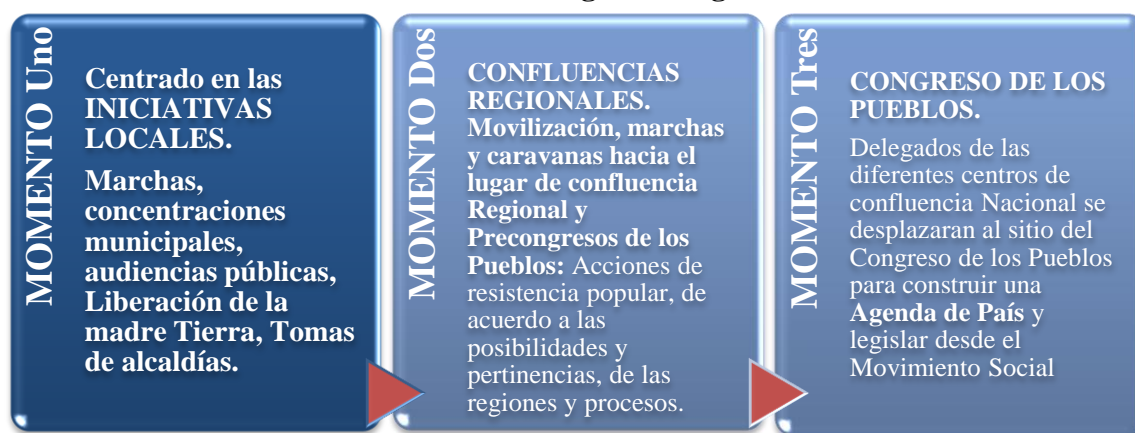 MOMENTO Uno
Centrado en las
INICIATIVAS
LOCALES.
Marchas,
concentraciones
municipales,
audiencias públicas,
Liberación de la
madre Tierra, Tomas
de alcaldías.
MOMENTO Dos
CONFLUENCIAS
REGIONALES.
Movilización, marchas
y caravanas hacia el
lugar de confluencia
Regional y
Precongresos de los
Pueblos: Acciones de
resistencia popular, de
acuerdo a las
posibilidades y
pertinencias, de las
regiones y procesos.
MOMENTO Tres
CONGRESO DE LOS
PUEBLOS.
Delegados de las
diferentes centros de
confluencia Nacional se
desplazaran al sitio del
Congreso de los Pueblos
para construir una
Agenda de País y
legislar desde el
Movimiento Social